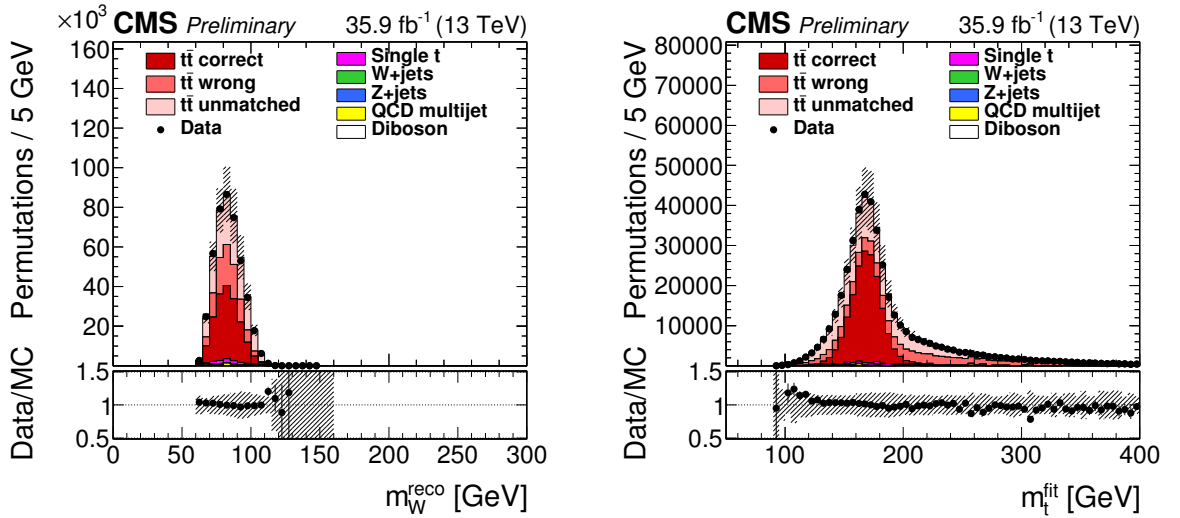 CMS Preliminary 35.9 fb⁻¹ (13 TeV)
×10³
Permutations / 5 GeV
160
140
120
100
80
60
40
20
tt̄ correct
tt̄ wrong
tt̄ unmatched
Data
Single t
W+jets
Z+jets
QCD multijet
Diboson
Data/MC
1.5
1
0.5
0 50 100 150 200 250 300
m_W^reco [GeV]
CMS Preliminary 35.9 fb⁻¹ (13 TeV)
Permutations / 5 GeV
80000
70000
60000
50000
40000
30000
20000
10000
tt̄ correct
tt̄ wrong
tt̄ unmatched
Data
Single t
W+jets
Z+jets
QCD multijet
Diboson
Data/MC
1.5
1
0.5
100 200 300 400
m_t^fit [GeV]